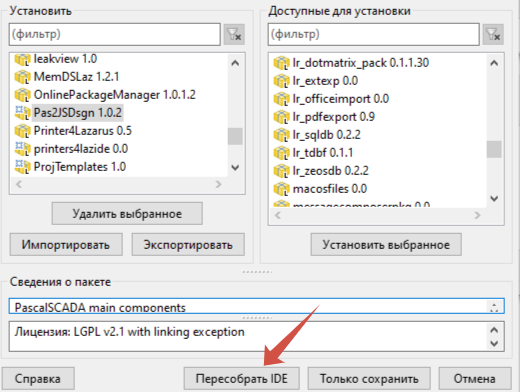 Установить
(фильтр)
leakview 1.0
MemDSLaz 1.2.1
OnlinePackageManager 1.0.1.2
Pas2JSDsgn 1.0.2
Printer4Lazarus 0.5
printers4lazide 0.0
ProjTemplates 1.0
Удалить выбранное
Импортировать
Экспортировать
Доступные для установки
(фильтр)
lr_dotmatrix_pack 0.1.1.30
lr_extexp 0.0
lr_officeimport 0.0
lr_pdfexport 0.9
lr_sqldb 0.2.2
lr_tdbf 0.1.1
lr_zeosdb 0.2.2
macosfiles 0.0
messagecomposerpkg 0.0
Установить выбранное
Сведения о пакете
PascalSCADA main components
Лицензия: LGPL v2.1 with linking exception
Справка
Пересобрать IDE
Только сохранить
Отмена